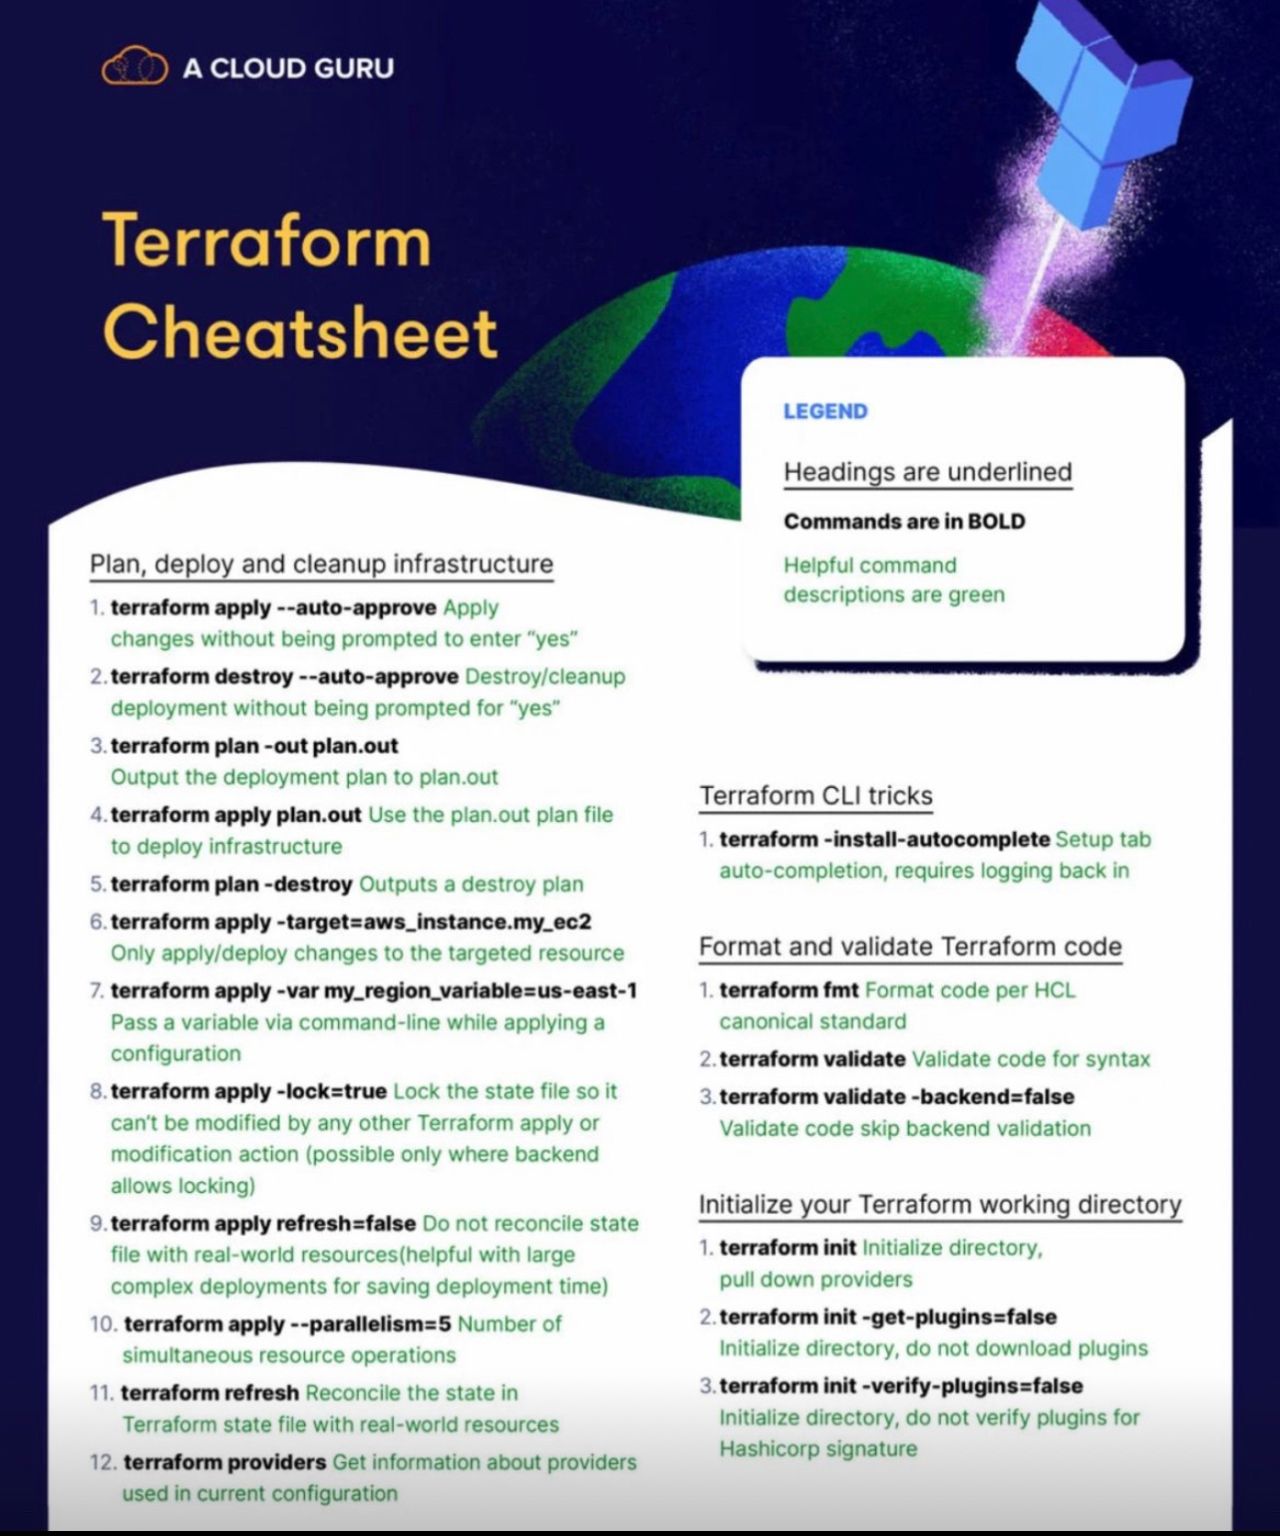 A CLOUD GURU
Terraform
Cheatsheet
LEGEND
Headings are underlined
Commands are in BOLD
Helpful command
descriptions are green
Plan, deploy and cleanup infrastructure
1. terraform apply --auto-approve Apply
changes without being prompted to enter “yes”
2. terraform destroy --auto-approve Destroy/cleanup
deployment without being prompted for “yes”
3. terraform plan -out plan.out
Output the deployment plan to plan.out
4. terraform apply plan.out Use the plan.out plan file
to deploy infrastructure
5. terraform plan -destroy Outputs a destroy plan
6. terraform apply -target=aws_instance.my_ec2
Only apply/deploy changes to the targeted resource
7. terraform apply -var my_region_variable=us-east-1
Pass a variable via command-line while applying a
configuration
8. terraform apply -lock=true Lock the state file so it
can’t be modified by any other Terraform apply or
modification action (possible only where backend
allows locking)
9. terraform apply refresh=false Do not reconcile state
file with real-world resources(helpful with large
complex deployments for saving deployment time)
10. terraform apply --parallelism=5 Number of
simultaneous resource operations
11. terraform refresh Reconcile the state in
Terraform state file with real-world resources
12. terraform providers Get information about providers
used in current configuration
Terraform CLI tricks
1. terraform -install-autocomplete Setup tab
auto-completion, requires logging back in
Format and validate Terraform code
1. terraform fmt Format code per HCL
canonical standard
2. terraform validate Validate code for syntax
3. terraform validate -backend=false
Validate code skip backend validation
Initialize your Terraform working directory
1. terraform init Initialize directory,
pull down providers
2. terraform init -get-plugins=false
Initialize directory, do not download plugins
3. terraform init -verify-plugins=false
Initialize directory, do not verify plugins for
Hashicorp signature